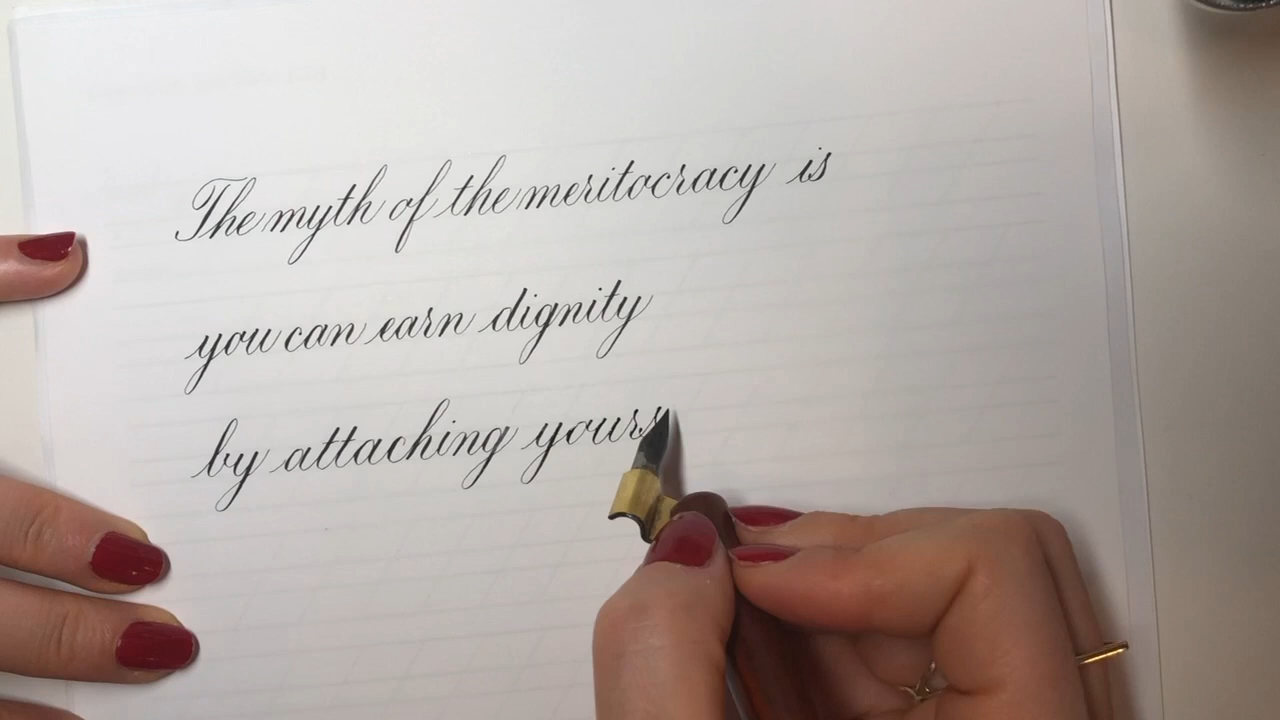 The myth of the meritocracy is
you can earn dignity
by attaching yours